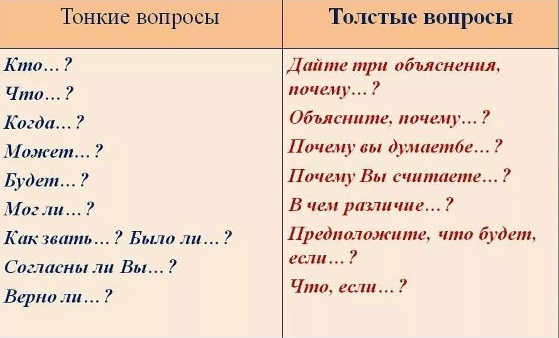 Тонкие вопросы
Кто…?
Что…?
Когда…?
Может…?
Будет…?
Мог ли…?
Как звать…? Было ли…?
Согласны ли Вы…?
Верно ли…?
Толстые вопросы
Дайте три объяснения,
почему…?
Объясните, почему…?
Почему вы думает6е…?
Почему Вы считаете…?
В чем различие…?
Предположите, что будет,
если…?
Что, если…?